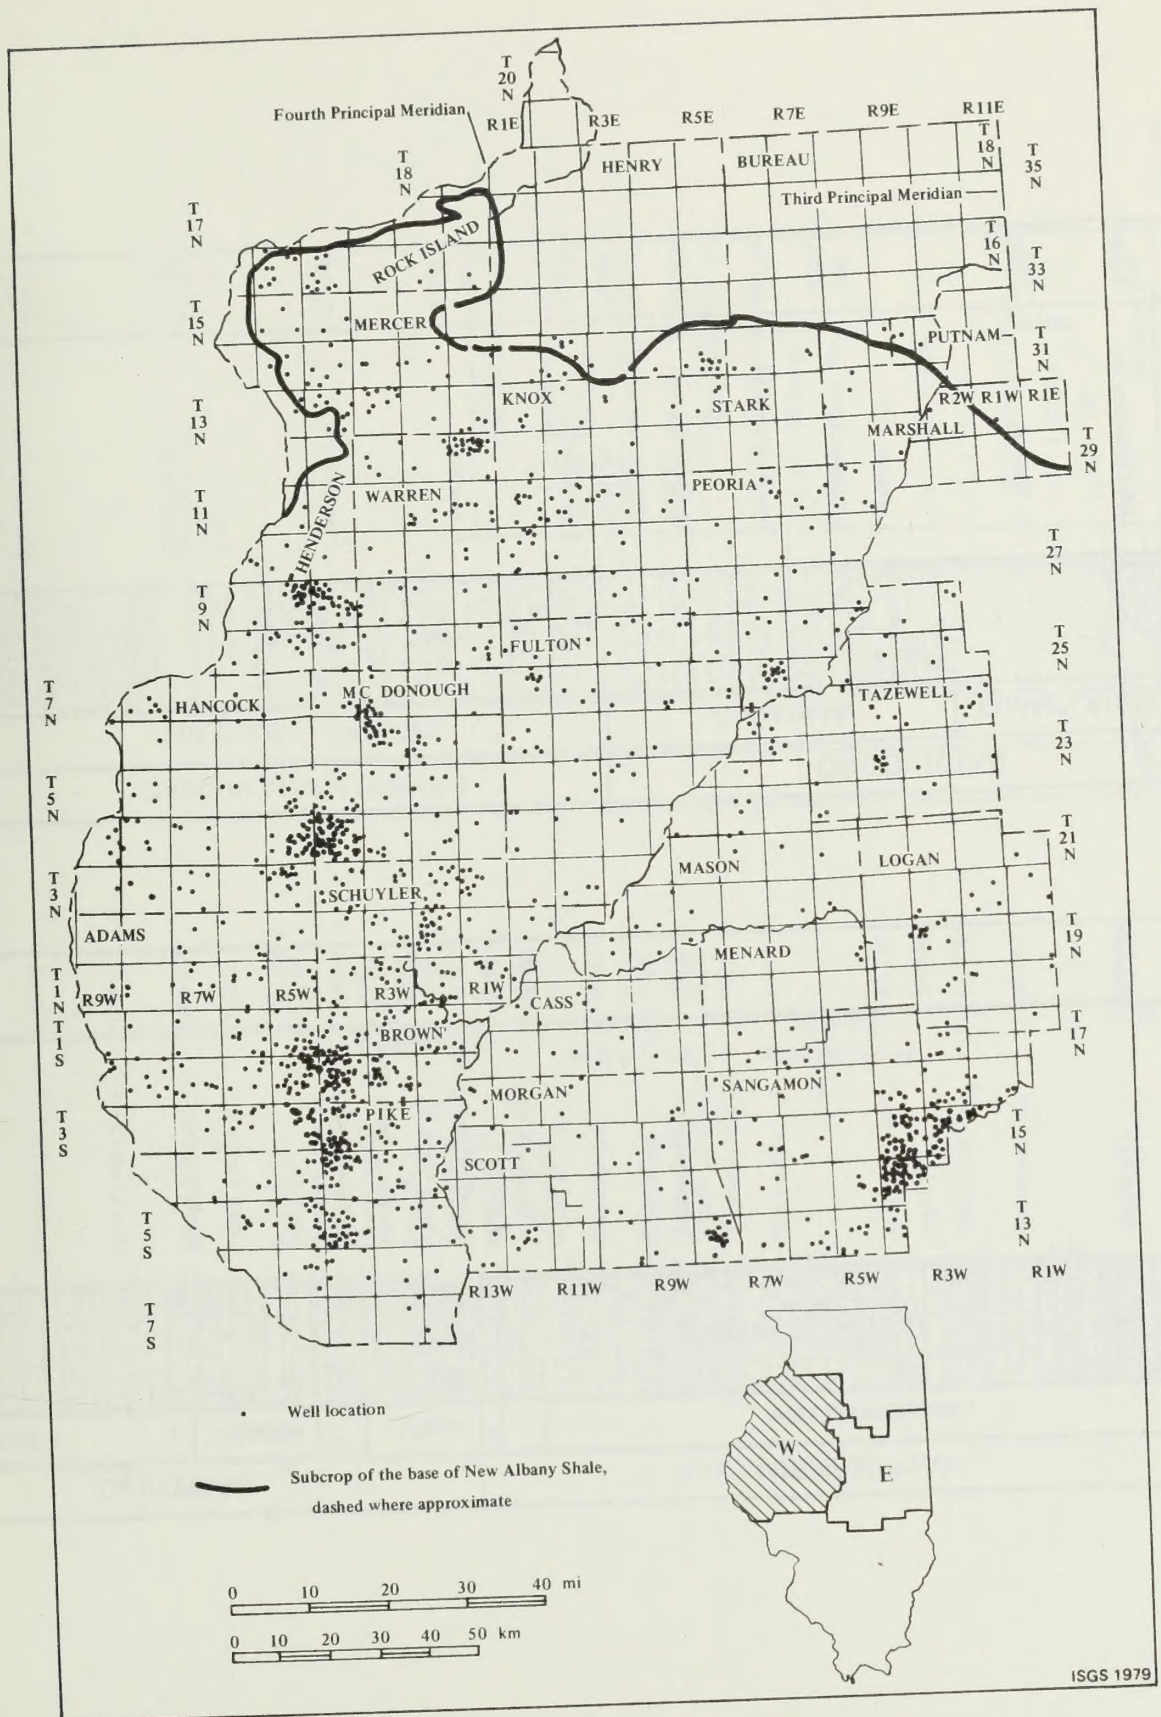 T
20
N
Fourth Principal Meridian
R1E
R3E
R5E
R7E
R9E
R11E
T
18
N
T
18
N
T
35
N
HENRY
BUREAU
Third Principal Meridian
T
17
N
T
16
N
T
33
N
ROCK ISLAND
T
15
N
MERCER
PUTNAM
T
31
N
KNOX
STARK
R2W
R1W
R1E
T
13
N
MARSHALL
T
29
N
WARREN
PEORIA
T
11
N
HENDERSON
T
27
N
T
9
N
FULTON
T
25
N
T
7
N
HANCOCK
MC DONOUGH
TAZEWELL
T
23
N
T
5
N
T
21
N
MASON
LOGAN
T
3
N
SCHUYLER
ADAMS
T
19
N
MENARD
T
1
N
R9W
R7W
R5W
R3W
R1W
CASS
T
1
S
BROWN
T
17
N
MORGAN
SANGAMON
PIKE
T
3
S
T
15
N
SCOTT
T
5
S
T
13
N
R13W
R11W
R9W
R7W
R5W
R3W
R1W
T
7
S
Well location
Subcrop of the base of New Albany Shale,
dashed where approximate
W
E
0 10 20 30 40 mi
0 10 20 30 40 50 km
ISGS 1979